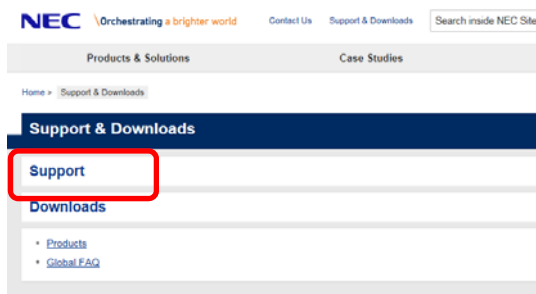 NEC \Orchestrating a brighter world Contact Us Support & Downloads Search inside NEC Site
Products & Solutions Case Studies
Home > Support & Downloads
Support & Downloads
Support
Downloads
Products
Global FAQ